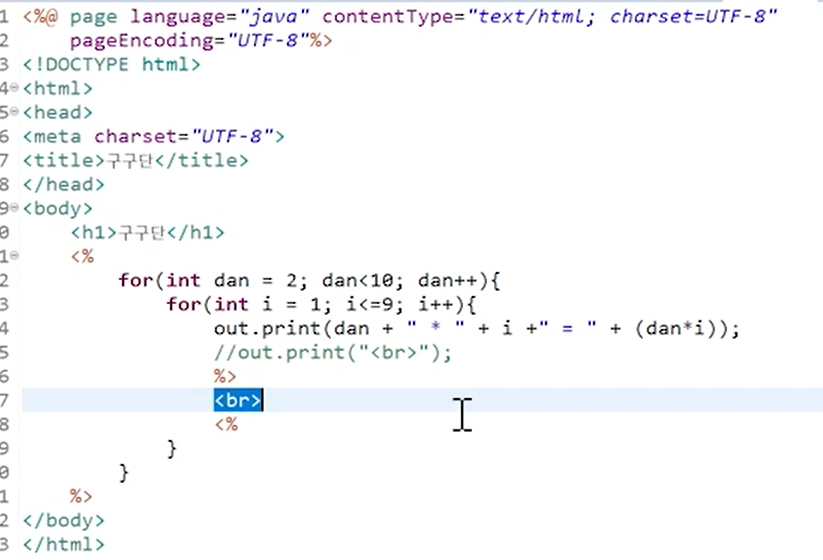 1 <%@ page language="java" contentType="text/html; charset=UTF-8"
2 pageEncoding="UTF-8"%>
3 <!DOCTYPE html>
4 <html>
5 <head>
6 <meta charset="UTF-8">
7 <title>구구단</title>
8 </head>
9 <body>
0 <h1>구구단</h1>
1 <%
2 for(int dan = 2; dan<10; dan++){
3 for(int i = 1; i<=9; i++){
4 out.print(dan + " * " + i +" = " + (dan*i));
5 //out.print("<br>");
6 %>
7 <br>
8 <%
9 }
0 }
1 %>
2 </body>
3 </html>